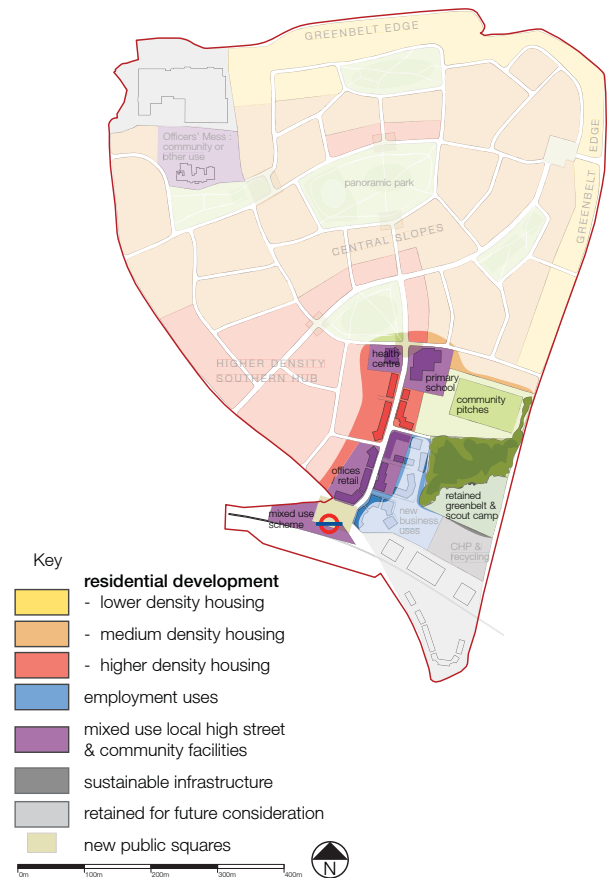 GREENBELT EDGE
Officers' Mess :
community or
other use
panoramic park
GREENBELT EDGE
CENTRAL SLOPES
HIGHER DENSITY
SOUTHERN HUB
health
centre
primary
school
community
pitches
offices
retail
retained
greenbelt &
scout camp
mixed use
scheme
new
business
uses
CHP &
recycling
Key
residential development
- lower density housing
- medium density housing
- higher density housing
employment uses
mixed use local high street
& community facilities
sustainable infrastructure
retained for future consideration
new public squares
0m 100m 200m 300m 400m
N